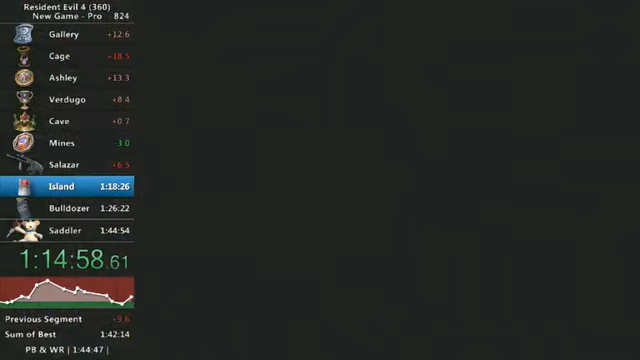 Resident Evil 4 (360)
New Game - Pro 824
Gallery +12.6
Cage +18.5
Ashley +13.3
Verdugo +8.4
Cave +0.7
Mines -3.0
Salazar +6.5
Island 1:18:26
Bulldozer 1:26:22
Saddler 1:44:54
1:14:58.61
Previous Segment +9.6
Sum of Best 1:42:14
PB & WR | 1:44:47 |